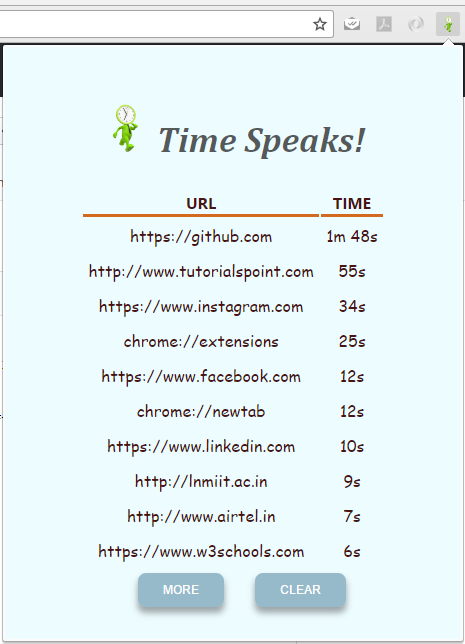 Time Speaks!
URL TIME
https://github.com 1m 48s
http://www.tutorialspoint.com 55s
https://www.instagram.com 34s
chrome://extensions 25s
https://www.facebook.com 12s
chrome://newtab 12s
https://www.linkedin.com 10s
http://lnmiit.ac.in 9s
http://www.airtel.in 7s
https://www.w3schools.com 6s
MORE CLEAR